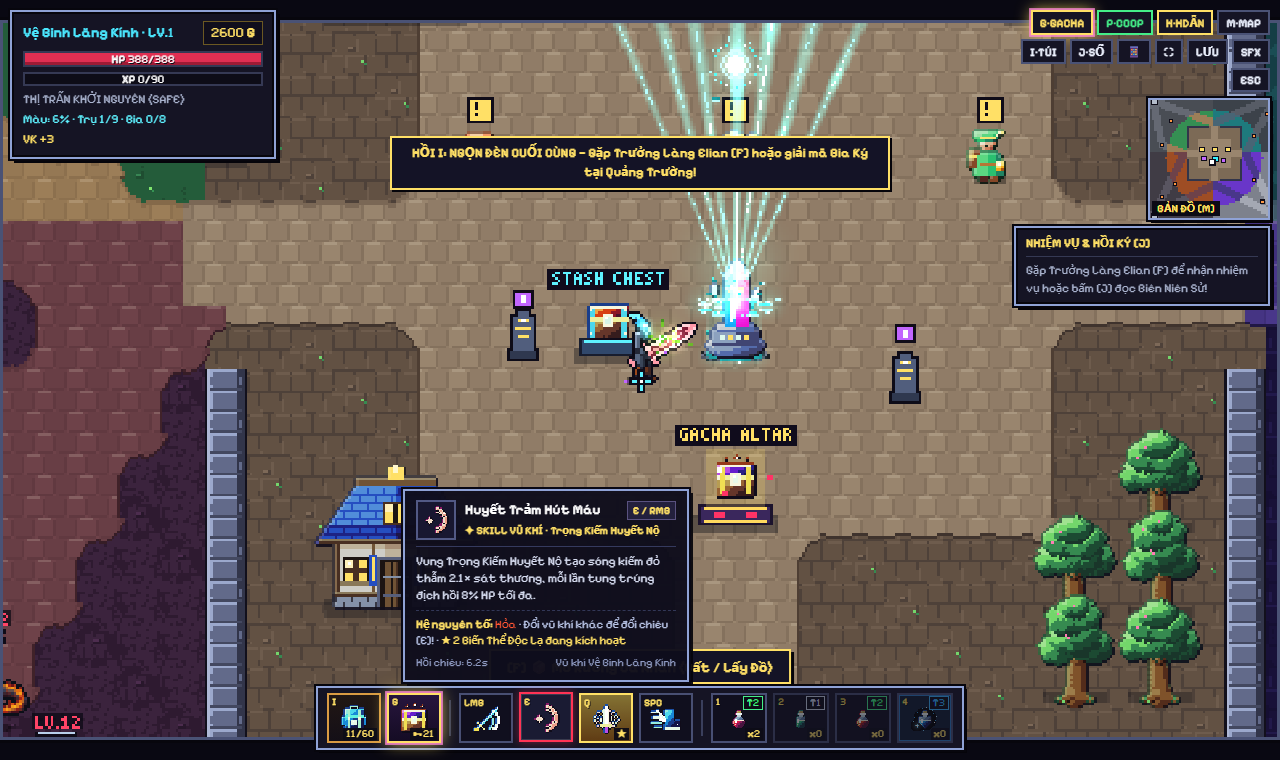 Vệ Binh Lăng Kính · LV.1
2600 G
HP 388/388
XP 0/90
THỊ TRẤN KHỞI NGUYÊN (SAFE)
Màu: 6% · Trụ 1/9 · Bia 0/8
VK +3
G·GACHA
P·COOP
H·HDẪN
M·MAP
I·TÚI
J·SỔ
LƯU
SFX
ESC
!
!
!
HỒI I: NGỌN ĐÈN CUỐI CÙNG - Gặp Trưởng Làng Elian (F) hoặc giải mã Bia Ký
tại Quảng Trường!
BẢN ĐỒ (M)
NHIỆM VỤ & HỒI KÝ (J)
Gặp Trưởng Làng Elian (F) để nhận nhiệm
vụ hoặc bấm (J) đọc Biên Niên Sử!
STASH CHEST
GACHA ALTAR
Huyết Trảm Hút Máu
E / RMB
✦ SKILL VŨ KHÍ · Trọng Kiếm Huyết Nộ
Vung Trọng Kiếm Huyết Nộ tạo sóng kiếm đỏ
thẫm 2.1× sát thương, mỗi lần tung trúng
địch hồi 8% HP tối đa.
Hệ nguyên tố: Hỏa · Đổi vũ khí khác để đổi chiêu
(E)! · ★ 2 Biến Thể Độc Lạ đang kích hoạt
Hồi chiêu: 6.2s
Vũ khí Vệ Binh Lăng Kính
ất / Lấy Đồ)
LV.12
I
11/60
B
21
LMB
E
Q
★
SPC
1
↑2
x2
2
↑1
x0
3
↑2
x0
4
↑3
x0